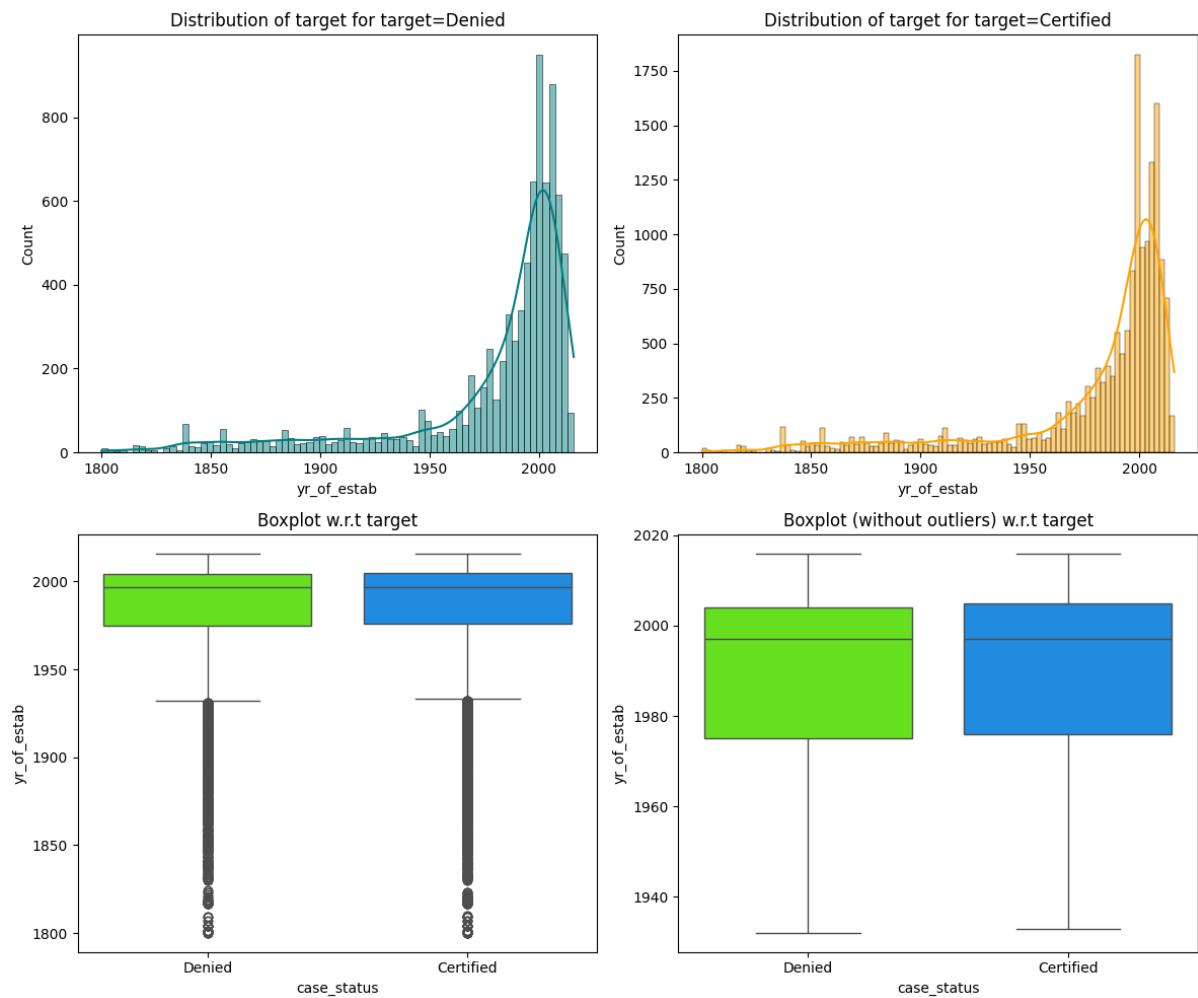 Distribution of target for target=Denied
Count
800
600
400
200
0
1800
1850
1900
1950
2000
yr_of_estab
Distribution of target for target=Certified
Count
1750
1500
1250
1000
750
500
250
0
1800
1850
1900
1950
2000
yr_of_estab
Boxplot w.r.t target
yr_of_estab
2000
1950
1900
1850
1800
Denied
Certified
case_status
Boxplot (without outliers) w.r.t target
yr_of_estab
2020
2000
1980
1960
1940
Denied
Certified
case_status